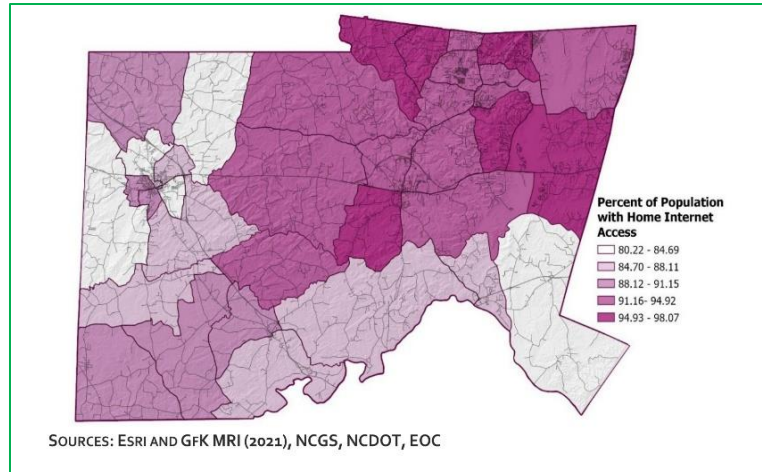 Percent of Population
with Home Internet
Access
80.22 - 84.69
84.70 - 88.11
88.12 - 91.15
91.16- 94.92
94.93 - 98.07
SOURCES: ESRI AND GFK MRI (2021), NCGS, NCDOT, EOC